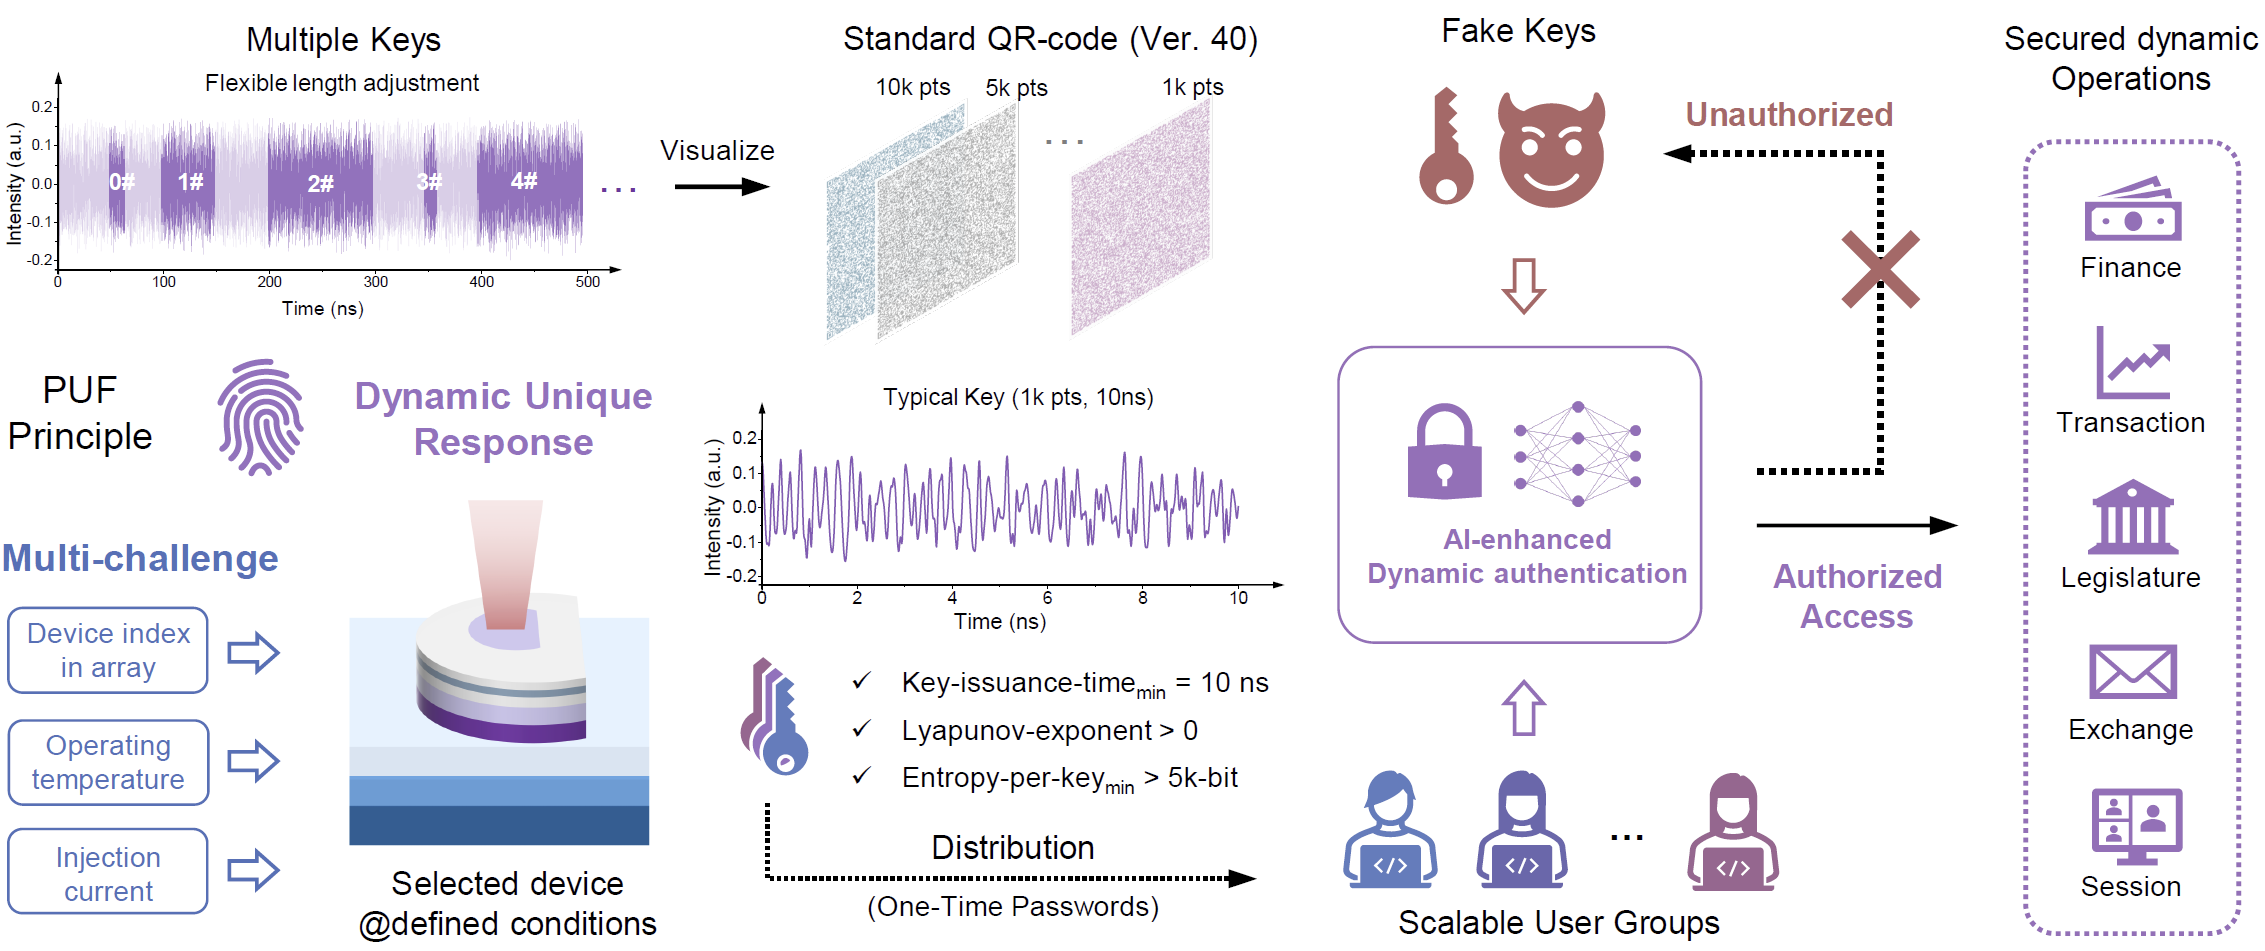 Multiple Keys
Flexible length adjustment
Intensity (a.u.)
0.2
0.1
0.0
-0.1
-0.2
0# 1# 2# 3# 4# ...
0 100 200 300 400 500
Time (ns)
Visualize
Standard QR-code (Ver. 40)
10k pts
5k pts
...
1k pts
PUF
Principle
Dynamic Unique
Response
Multi-challenge
Device index
in array
Operating
temperature
Injection
current
Selected device
@defined conditions
Typical Key (1k pts, 10ns)
Intensity (a.u.)
0.2
0.1
0.0
-0.1
-0.2
0 2 4 6 8 10
Time (ns)
✓ Key-issuance-timemin = 10 ns
✓ Lyapunov-exponent > 0
✓ Entropy-per-keymin > 5k-bit
Distribution
(One-Time Passwords)
Fake Keys
Unauthorized
AI-enhanced
Dynamic authentication
Authorized
Access
</> </> ... </>
Scalable User Groups
Secured dynamic
Operations
Finance
Transaction
Legislature
Exchange
Session